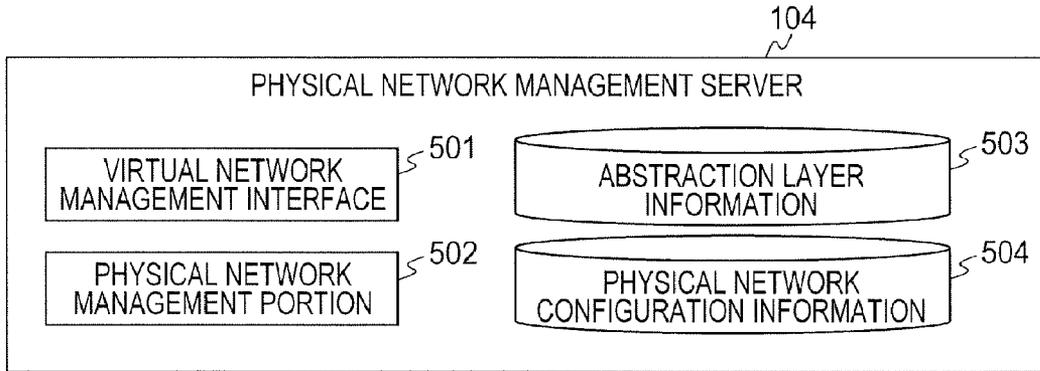 104
PHYSICAL NETWORK MANAGEMENT SERVER
VIRTUAL NETWORK
MANAGEMENT INTERFACE
501
ABSTRACTION LAYER
INFORMATION
503
PHYSICAL NETWORK
MANAGEMENT PORTION
502
PHYSICAL NETWORK
CONFIGURATION INFORMATION
504